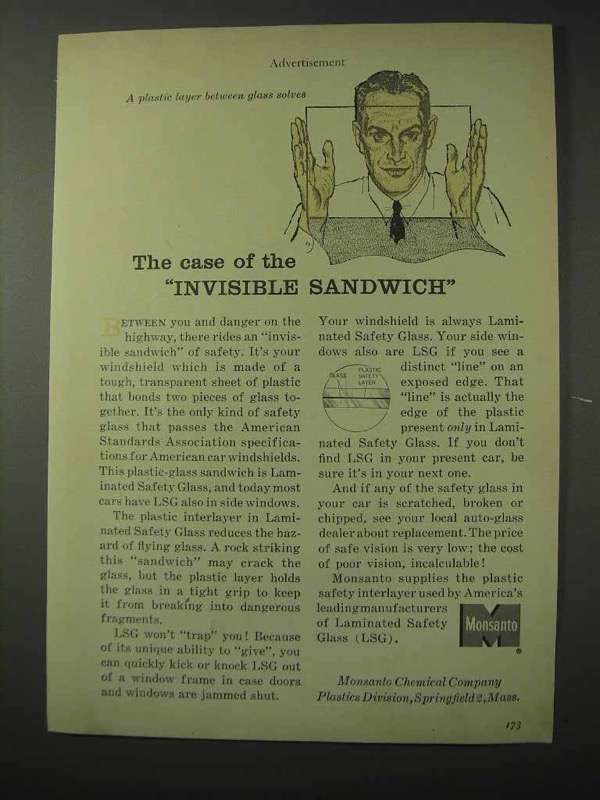 Advertisement
A plastic layer between glass solves
The case of the
"INVISIBLE SANDWICH"
BETWEEN you and danger on the
highway, there rides an "invis-
ible sandwich" of safety. It's your
windshield which is made of a
tough, transparent sheet of plastic
that bonds two pieces of glass to-
gether. It's the only kind of safety
glass that passes the American
Standards Association specifica-
tions for American car windshields.
This plastic-glass sandwich is Lam-
inated Safety Glass, and today most
cars have LSG also in side windows.
The plastic interlayer in Lami-
nated Safety Glass reduces the haz-
ard of flying glass. A rock striking
this "sandwich" may crack the
glass, but the plastic layer holds
the glass in a tight grip to keep
it from breaking into dangerous
fragments.
LSG won't "trap" you! Because
of its unique ability to "give", you
can quickly kick or knock LSG out
of a window frame in case doors
and windows are jammed shut.
Your windshield is always Lami-
nated Safety Glass. Your side win-
dows also are LSG if you see a
distinct "line" on an
exposed edge. That
"line" is actually the
edge of the plastic
present only in Lami-
nated Safety Glass. If you don't
find LSG in your present car, be
sure it's in your next one.
GLASS
PLASTIC
SAFETY
LAYER
And if any of the safety glass in
your car is scratched, broken or
chipped, see your local auto-glass
dealer about replacement. The price
of safe vision is very low; the cost
of poor vision, incalculable!
Monsanto supplies the plastic
safety interlayer used by America's
leading manufacturers
of Laminated Safety
Glass (LSG).
Monsanto
®
Monsanto Chemical Company
Plastics Division, Springfield 2, Mass.
173